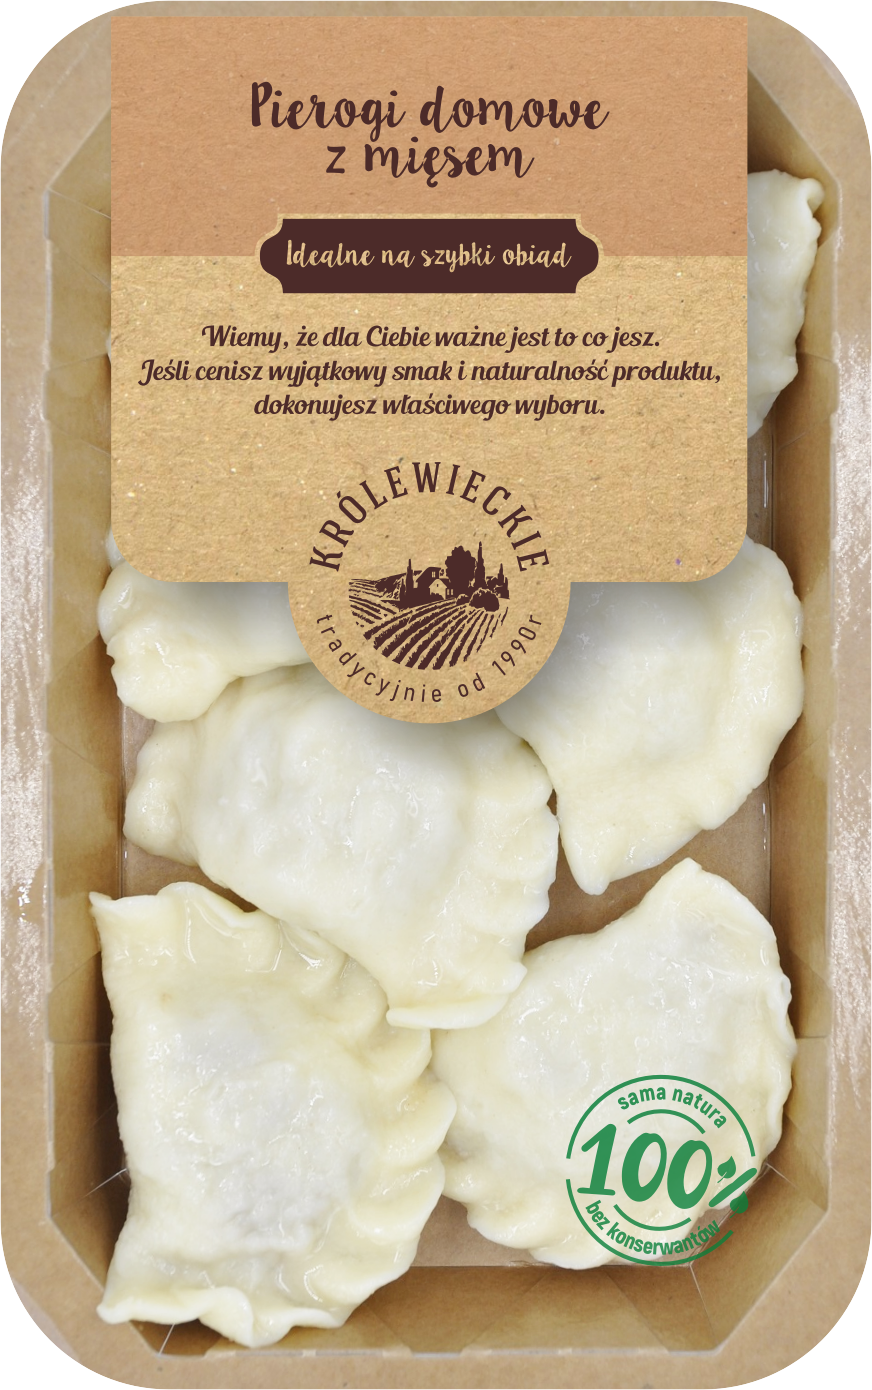 Pierogi domowe
z mięsem
Idealne na szybki obiad
Wiemy, że dla Ciebie ważne jest to co jesz.
Jeśli cenisz wyjątkowy smak i naturalność produktu,
dokonujesz właściwego wyboru.
KRÓLEWIECKIE
tradycyjnie od 1990r
sama natura
100%
bez konserwantów